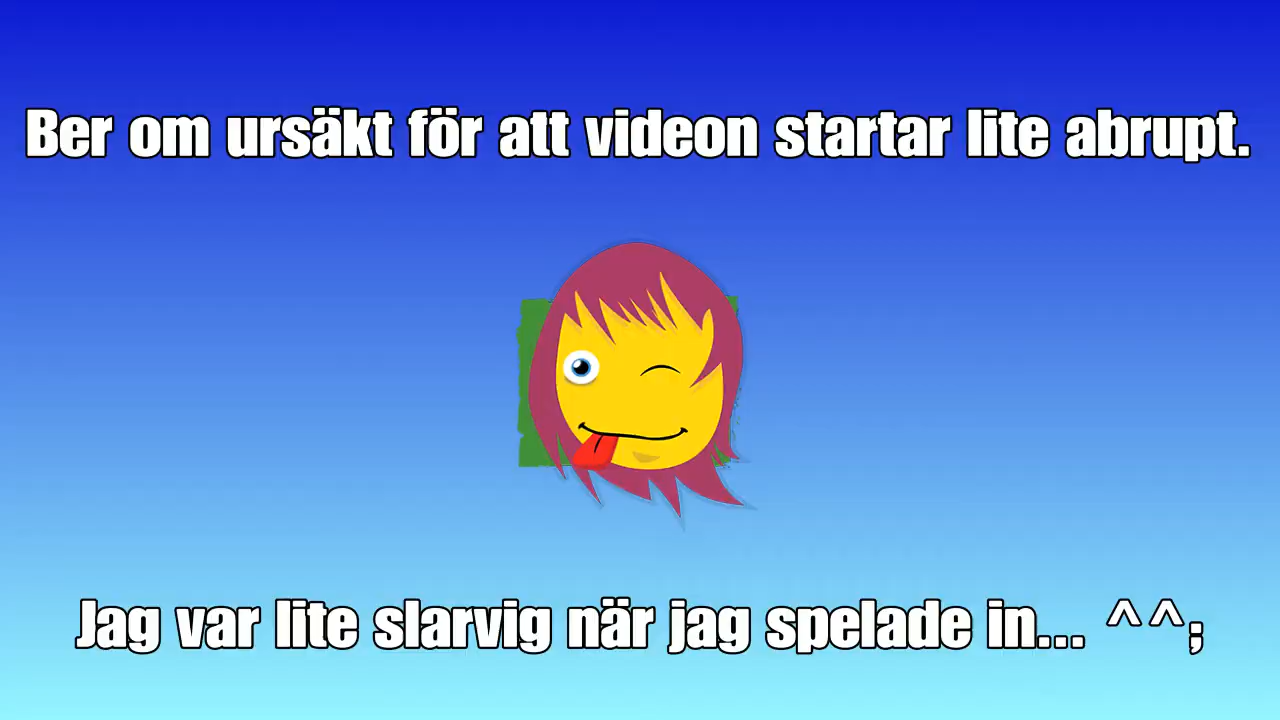 Ber om ursäkt för att videon startar lite abrupt.
Jag var lite slarvig när jag spelade in... ^^;